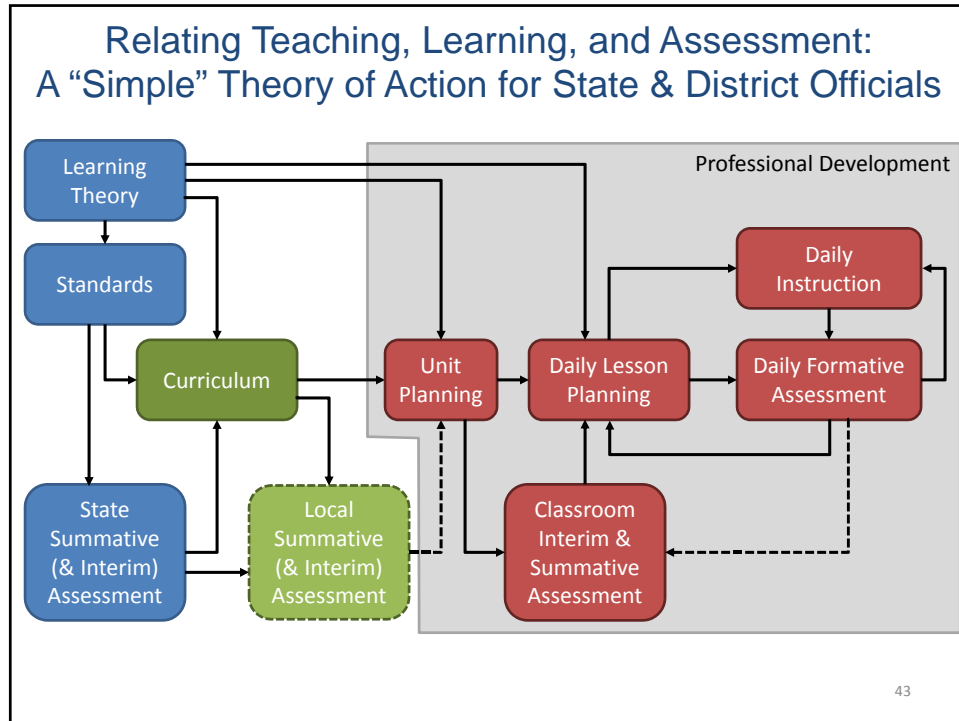 Relating Teaching, Learning, and Assessment:
A “Simple” Theory of Action for State & District Officials
Professional Development
Learning
Theory
Standards
Daily
Instruction
Curriculum
Unit
Planning
Daily Lesson
Planning
Daily Formative
Assessment
State
Summative
(& Interim)
Assessment
Local
Summative
(& Interim)
Assessment
Classroom
Interim &
Summative
Assessment
43